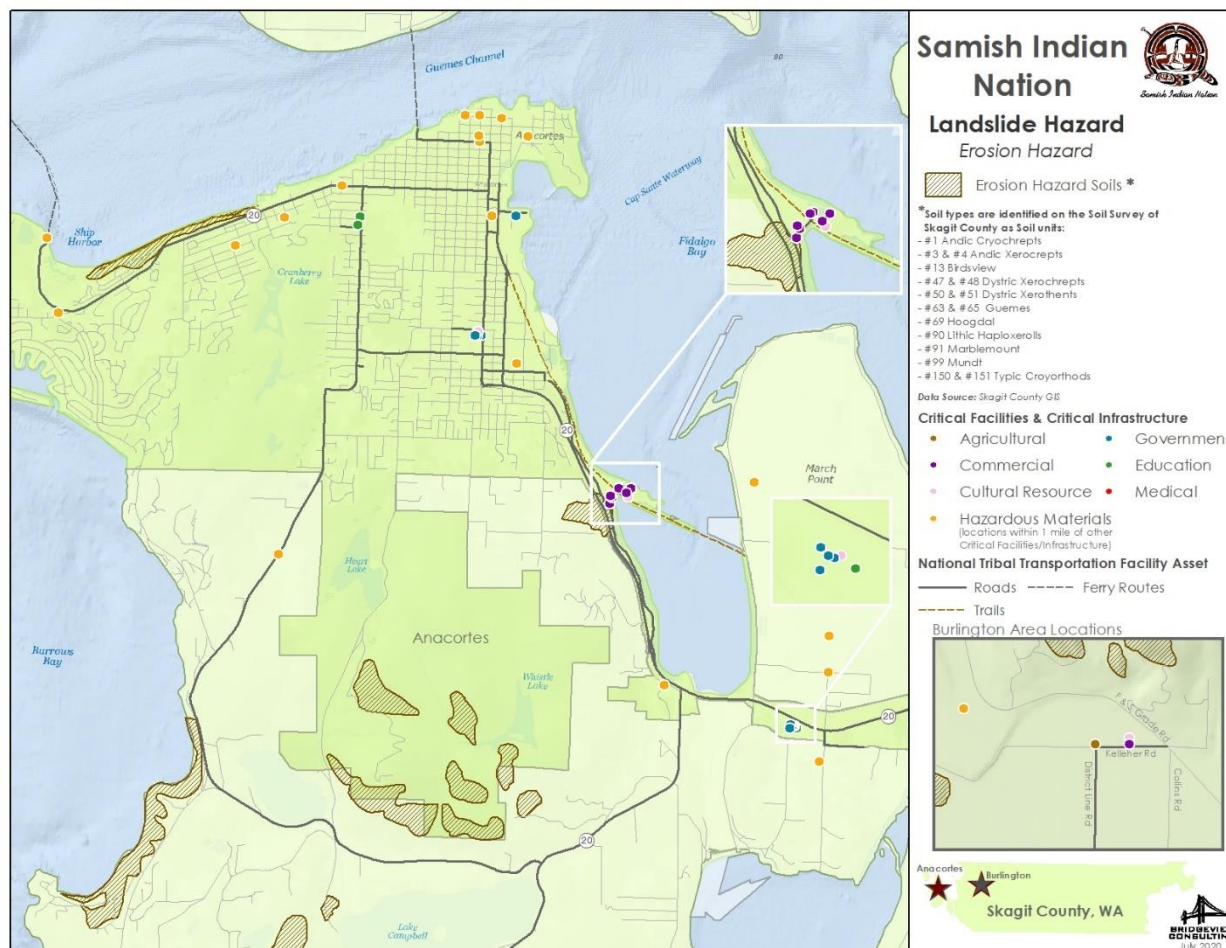 Guemes Channel
80
Anacortes
Cap Sante Waterway
Fidalgo
Bay
Ship
Harbor
20
Cranberry
Lake
20
March
Point
Heart
Lake
Anacortes
Burrows
Bay
Whistle
Lake
20
20
Lake
Campbell
Samish Indian
Nation
Samish Indian Nation
Landslide Hazard
Erosion Hazard
Erosion Hazard Soils *
*Soil types are identified on the Soil Survey of
Skagit County as Soil units:
- #1 Andic Cryochrepts
- #3 & #4 Andic Xerocrepts
- #13 Birdsview
- #47 & #48 Dystric Xerochrepts
- #50 & #51 Dystric Xerothents
- #63 & #65 Guemes
- #69 Hoogdal
- #90 Lithic Haploxerolls
- #91 Marblemount
- #99 Mundt
- #150 & #151 Typic Croyorthods
Data Source: Skagit County GIS
Critical Facilities & Critical Infrastructure
Agricultural
Governmen
Commercial
Education
Cultural Resource
Medical
Hazardous Materials
(locations within 1 mile of other
Critical Facilities/Infrastructure)
National Tribal Transportation Facility Asset
Roads
Ferry Routes
Trails
Burlington Area Locations
F & S Grade Rd
Kelleher Rd
District Line Rd
Collins Rd
Anacortes
Burlington
Skagit County, WA
BRIDGEVIEW
CONSULTING
July 2020